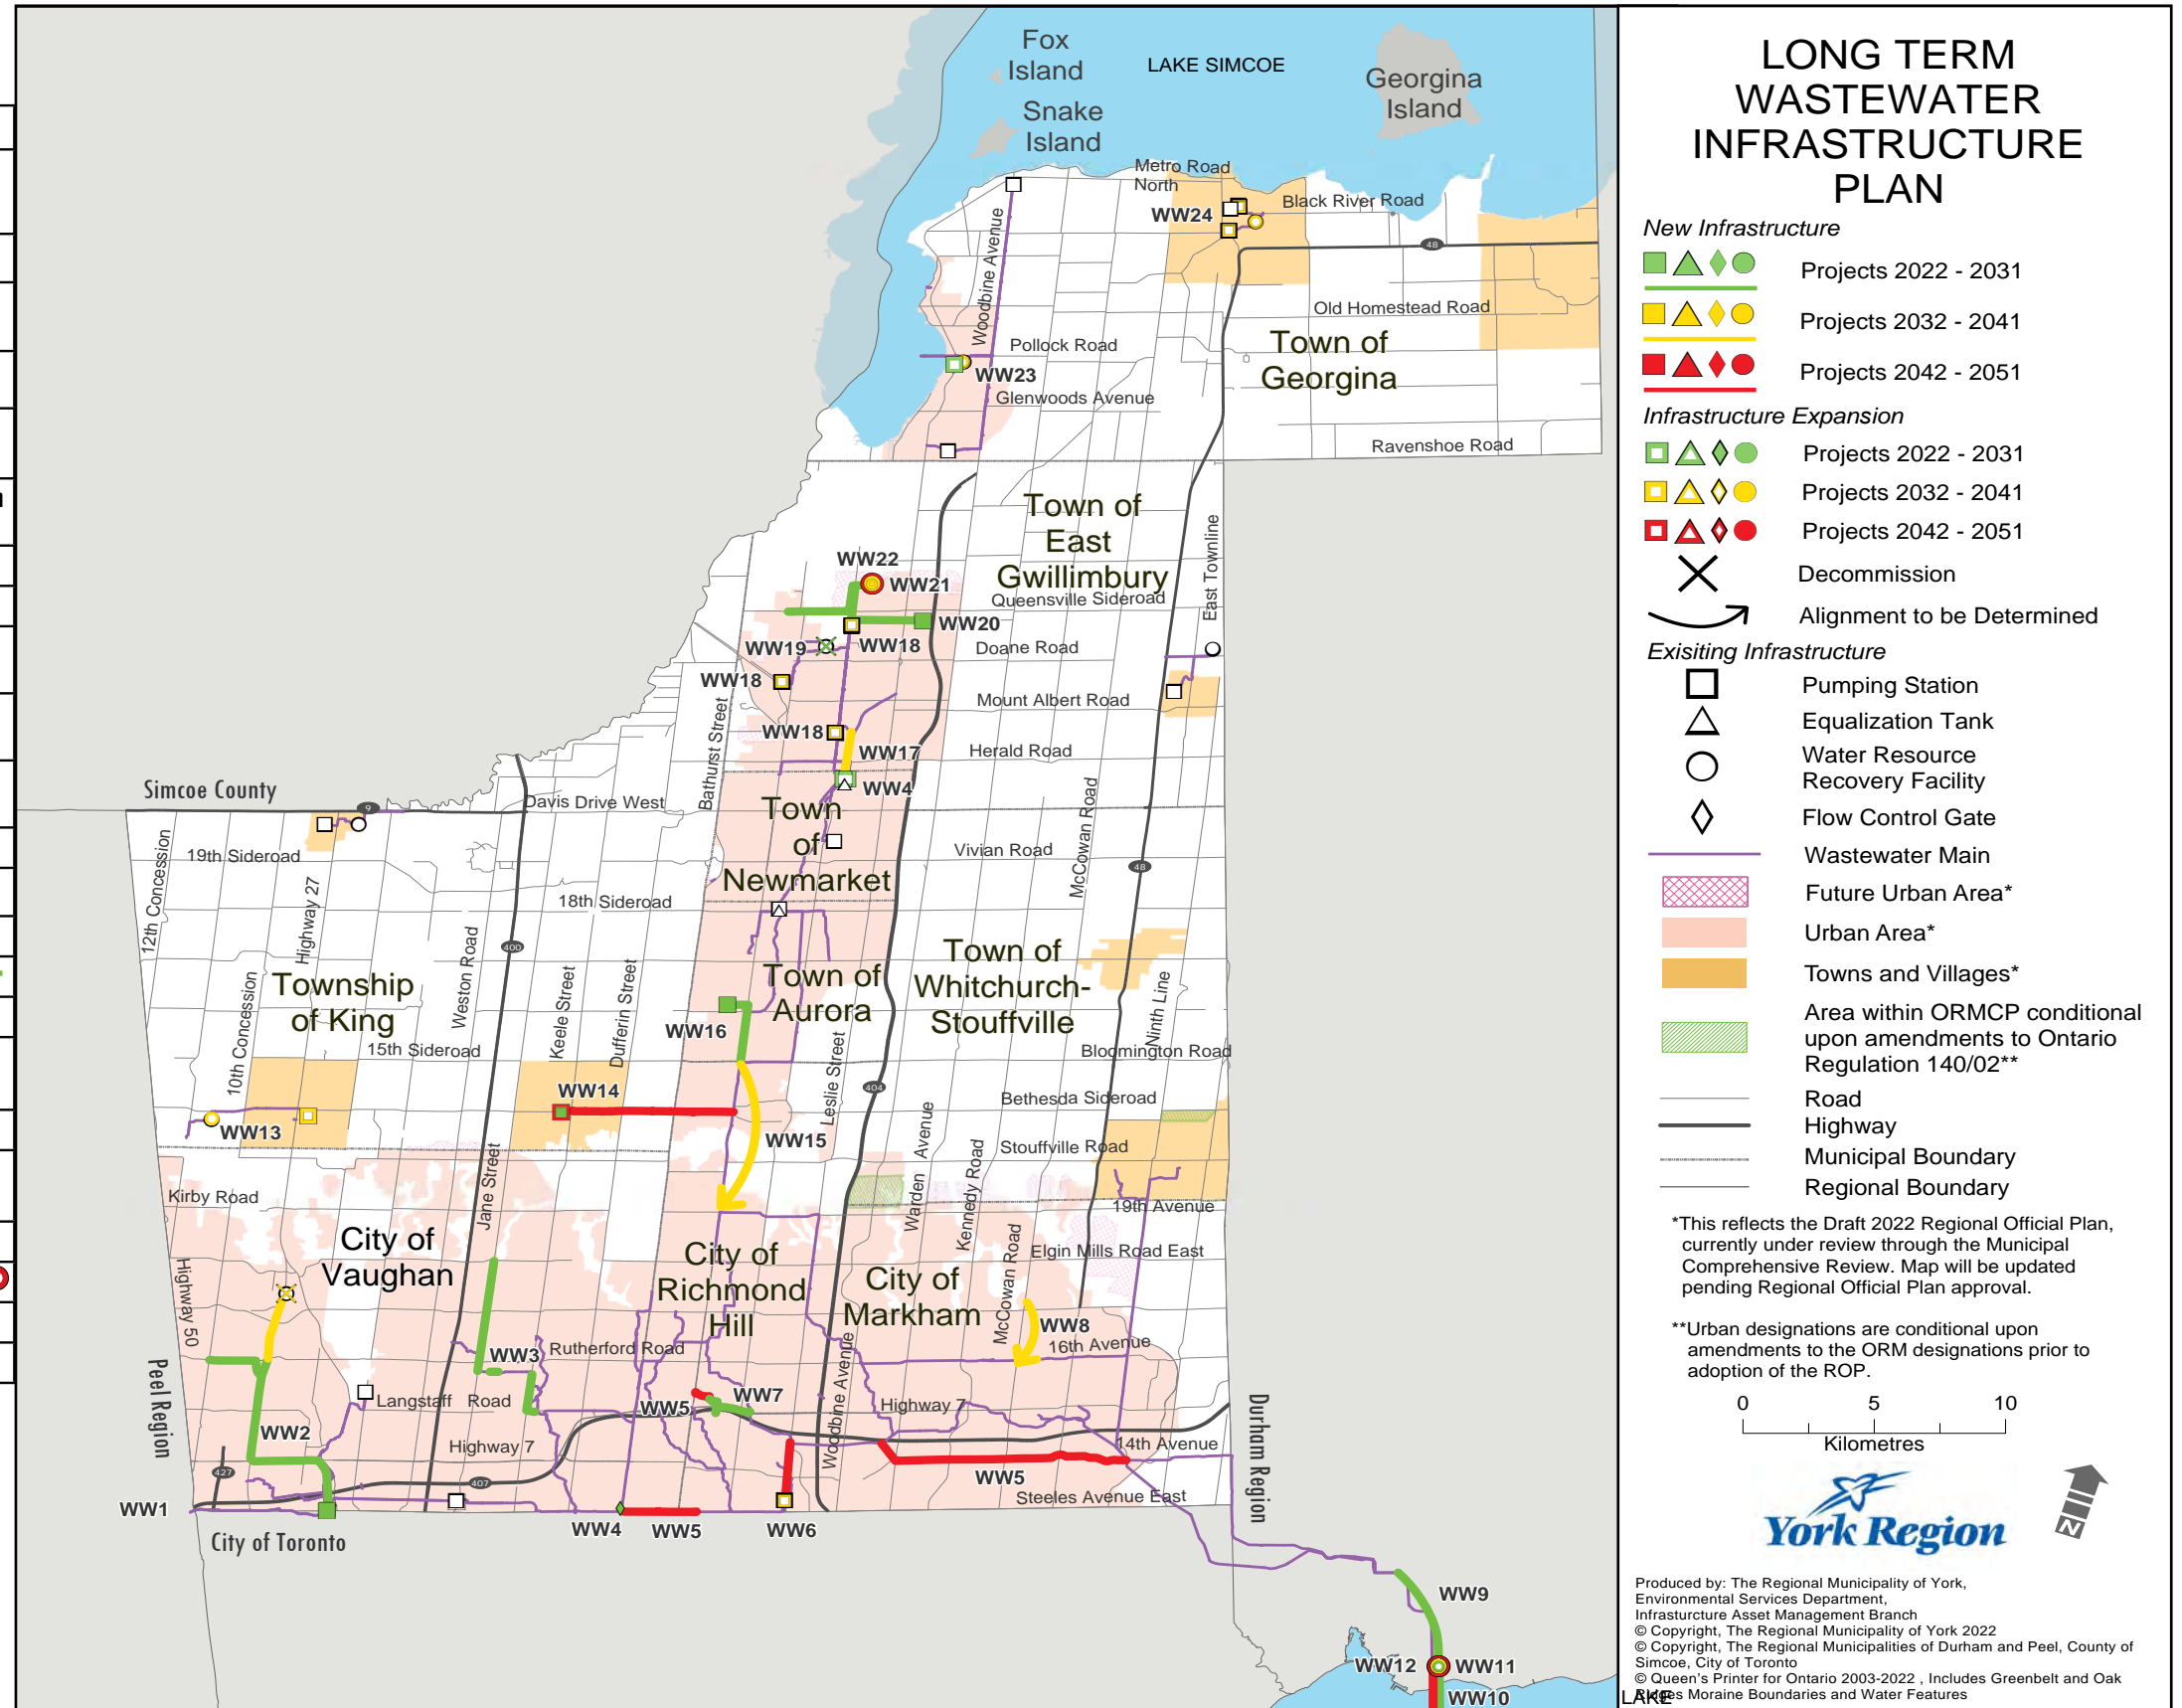 Fox
Island
LAKE SIMCOE
Georgina
Island
Snake
Island
Metro Road
North
WW24
Black River Road
48
Woodbine Avenue
Old Homestead Road
Pollock Road
Town of
Georgina
WW23
Glenwoods Avenue
Ravenshoe Road
Town of
East
Gwillimbury
East Townline
WW22
WW21
Queensville Sideroad
WW20
WW19
WW18
Doane Road
WW18
Mount Albert Road
Bathurst Street
WW18
WW17
Herald Road
WW4
Simcoe County
9
Davis Drive West
Town
of
Newmarket
McCowan Road
12th Concession
19th Sideroad
Vivian Road
48
Highway 27
18th Sideroad
400
Weston Road
Town of
Whitchurch-
Stouffville
Township
of King
Keele Street
Dufferin Street
Town of
Aurora
Ninth Line
10th Concession
WW16
15th Sideroad
Leslie Street
Bloomington Road
404
WW14
Bethesda Sideroad
WW13
WW15
Warden Avenue
Stouffville Road
Kennedy Road
Jane Street
Kirby Road
19th Avenue
City of
Vaughan
City of
Richmond
Hill
Elgin Mills Road East
City of
Markham
McCowan Road
Highway 50
WW8
16th Avenue
WW3
Rutherford Road
Woodbine Avenue
Peel Region
Langstaff Road
WW5
WW7
Highway 7
Durham Region
WW2
Highway 7
14th Avenue
427
407
WW5
Steeles Avenue East
WW1
WW4
WW5
WW6
City of Toronto
WW9
WW12
WW11
WW10
LAKE
LONG TERM
WASTEWATER
INFRASTRUCTURE
PLAN
New Infrastructure
Projects 2022 - 2031
Projects 2032 - 2041
Projects 2042 - 2051
Infrastructure Expansion
Projects 2022 - 2031
Projects 2032 - 2041
Projects 2042 - 2051
Decommission
Alignment to be Determined
Exisiting Infrastructure
Pumping Station
Equalization Tank
Water Resource
Recovery Facility
Flow Control Gate
Wastewater Main
Future Urban Area*
Urban Area*
Towns and Villages*
Area within ORMCP conditional
upon amendments to Ontario
Regulation 140/02**
Road
Highway
Municipal Boundary
Regional Boundary
*This reflects the Draft 2022 Regional Official Plan,
currently under review through the Municipal
Comprehensive Review. Map will be updated
pending Regional Official Plan approval.
**Urban designations are conditional upon
amendments to the ORM designations prior to
adoption of the ROP.
0 5 10
Kilometres
York Region
N
Produced by: The Regional Municipality of York,
Environmental Services Department,
Infrasturcture Asset Management Branch
© Copyright, The Regional Municipality of York 2022
© Copyright, The Regional Municipalities of Durham and Peel, County of
Simcoe, City of Toronto
© Queen's Printer for Ontario 2003-2022 , Includes Greenbelt and Oak
Ridges Moraine Boundaries and Water Features